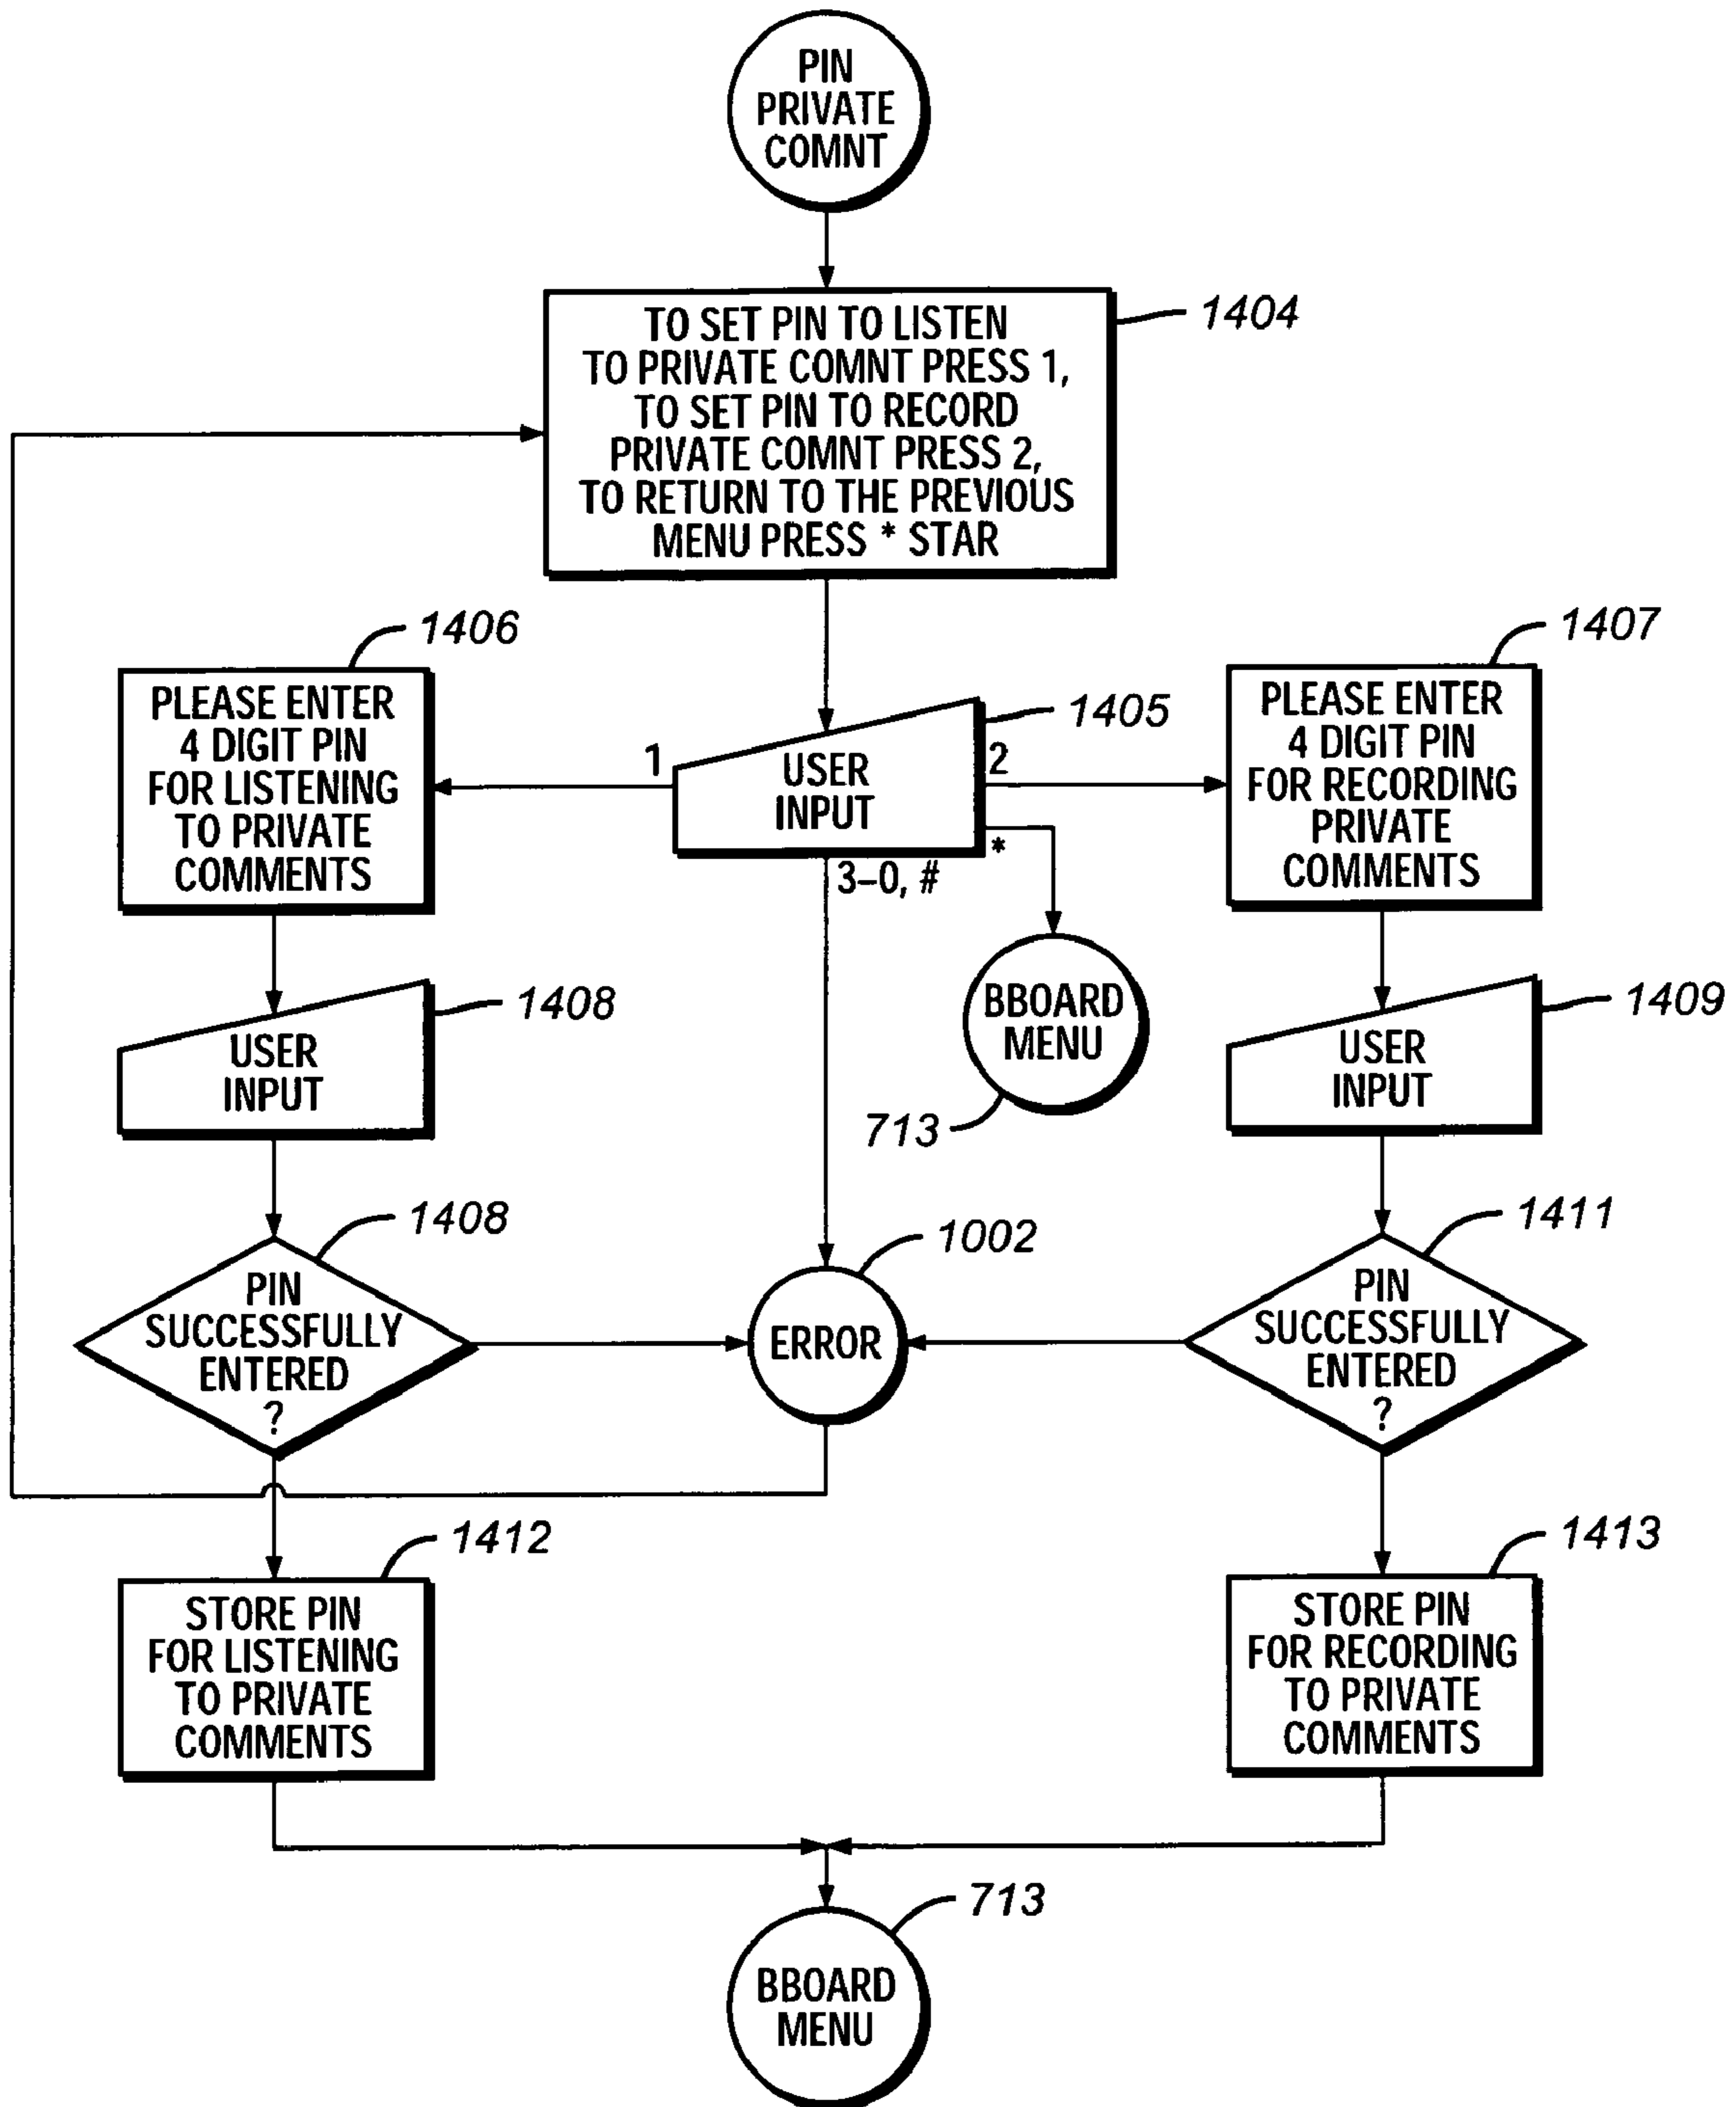 PIN
PRIVATE
COMNT
TO SET PIN TO LISTEN
TO PRIVATE COMNT PRESS 1,
TO SET PIN TO RECORD
PRIVATE COMNT PRESS 2,
TO RETURN TO THE PREVIOUS
MENU PRESS * STAR
1404
1406
PLEASE ENTER
4 DIGIT PIN
FOR LISTENING
TO PRIVATE
COMMENTS
1405
1
USER
INPUT
2
*
3–0, #
1407
PLEASE ENTER
4 DIGIT PIN
FOR RECORDING
PRIVATE
COMMENTS
BBOARD
MENU
713
1408
USER
INPUT
1409
USER
INPUT
1408
PIN
SUCCESSFULLY
ENTERED
?
1002
ERROR
1411
PIN
SUCCESSFULLY
ENTERED
?
1412
STORE PIN
FOR LISTENING
TO PRIVATE
COMMENTS
1413
STORE PIN
FOR RECORDING
TO PRIVATE
COMMENTS
713
BBOARD
MENU